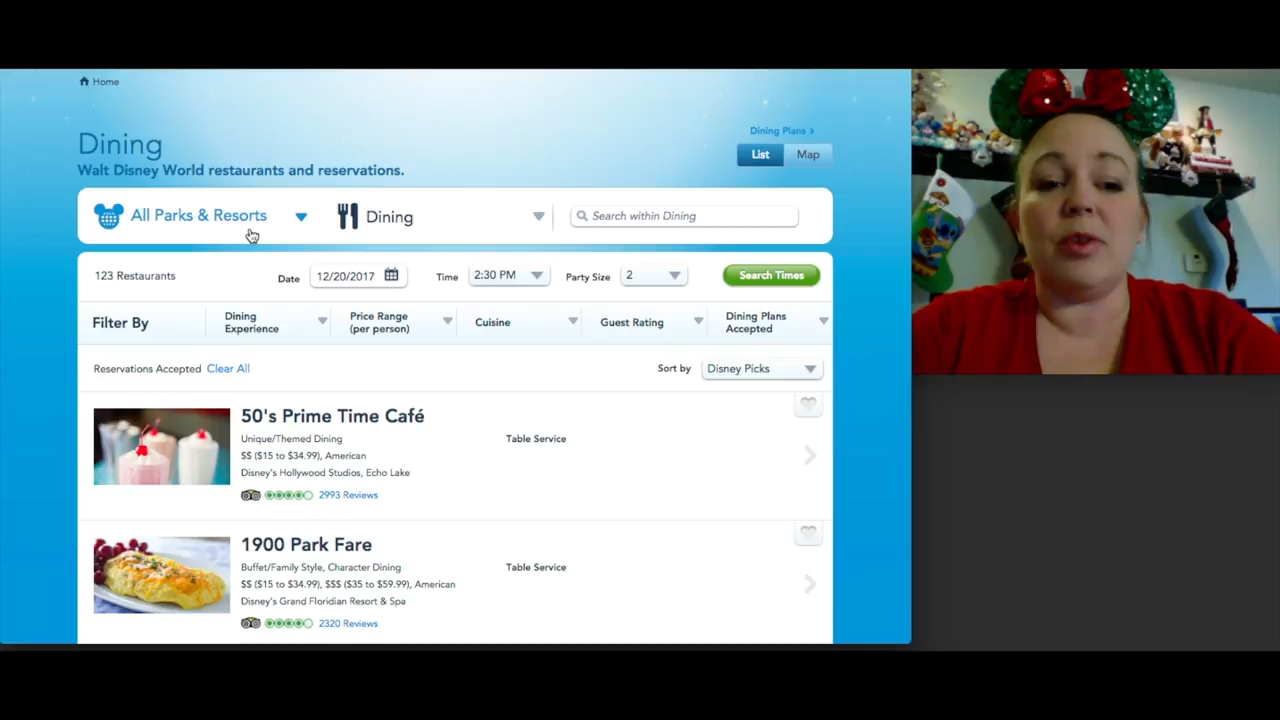 Home
Dining
Walt Disney World restaurants and reservations.
Dining Plans >
List Map
All Parks & Resorts Dining Search within Dining
123 Restaurants Date 12/20/2017 Time 2:30 PM Party Size 2 Search Times
Filter By
Dining
Experience
Price Range
(per person)
Cuisine
Guest Rating
Dining Plans
Accepted
Reservations Accepted Clear All Sort by Disney Picks
50's Prime Time Café
Unique/Themed Dining Table Service
$$ ($15 to $34.99), American
Disney's Hollywood Studios, Echo Lake
2993 Reviews
1900 Park Fare
Buffet/Family Style, Character Dining Table Service
$$ ($15 to $34.99), $$$ ($35 to $59.99), American
Disney's Grand Floridian Resort & Spa
2320 Reviews